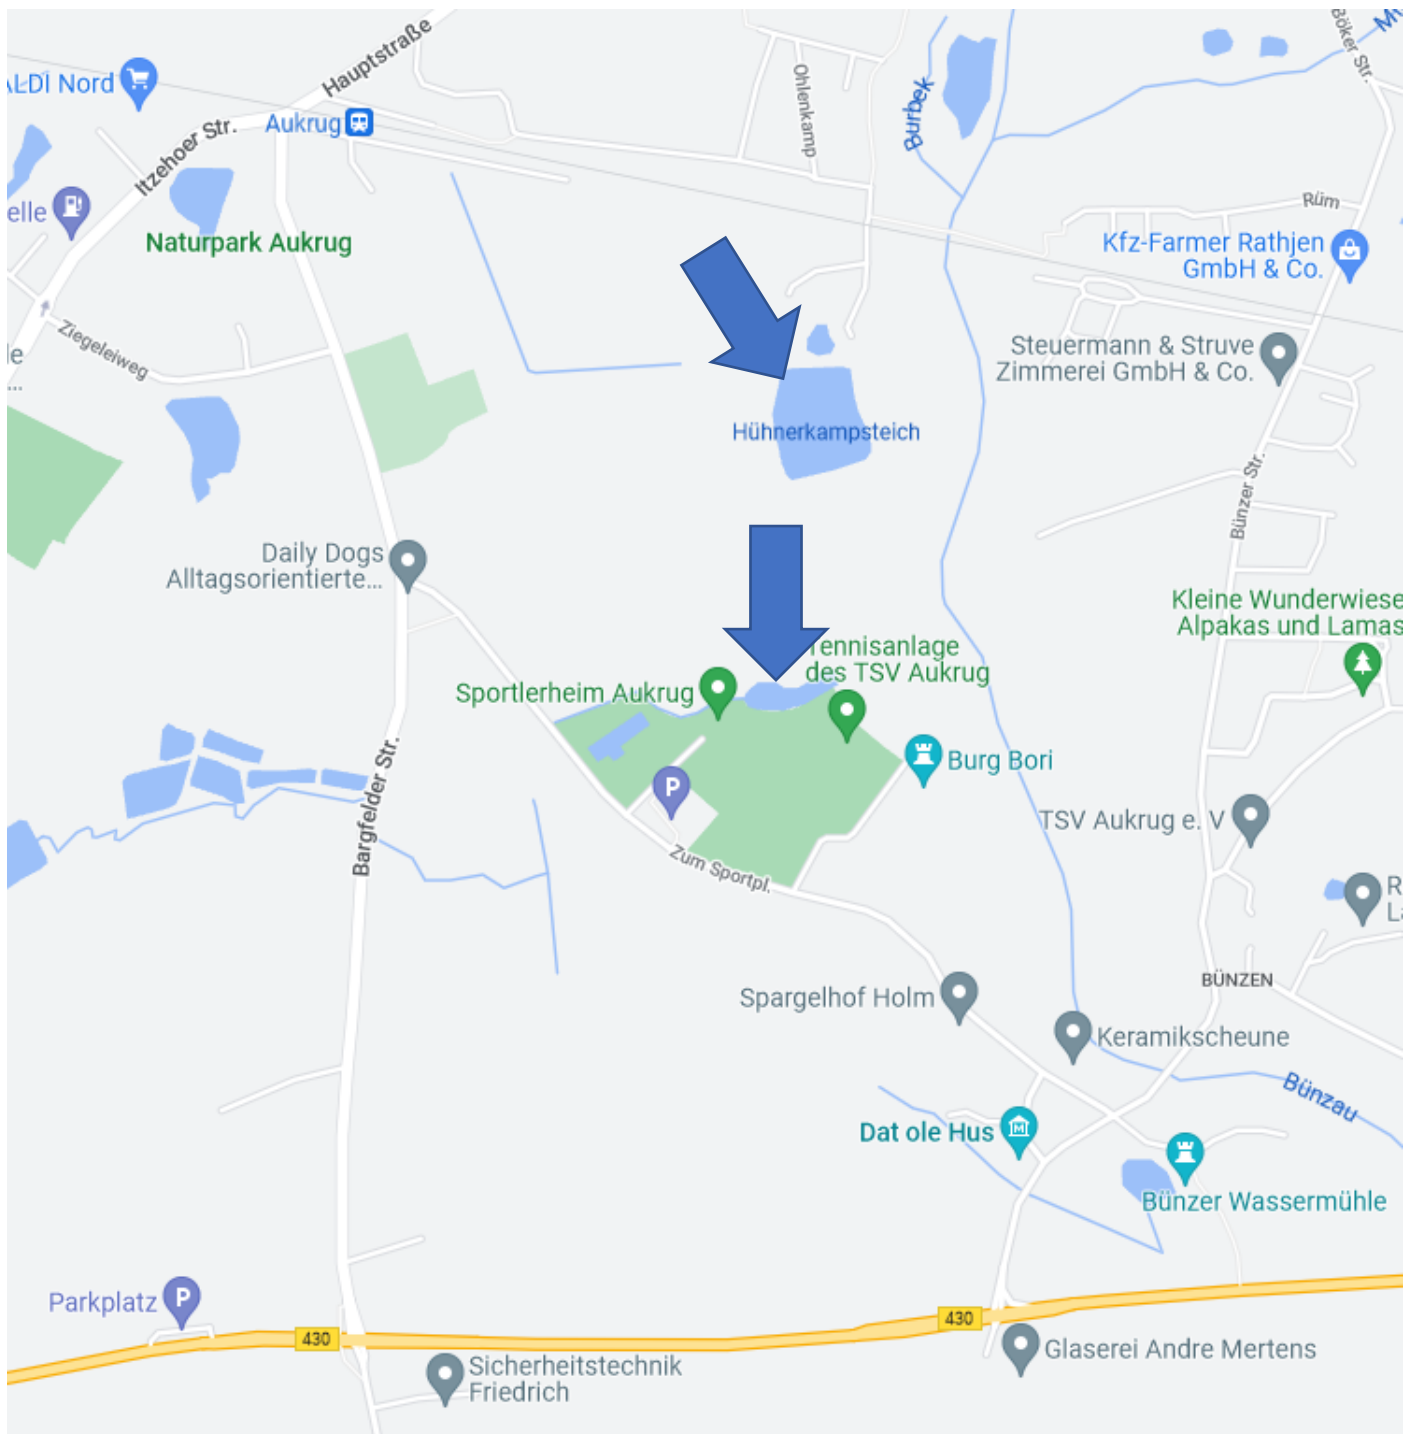 Hauptstraße
Böker Str.
ALDI Nord
Ohlenkamp
Burbek
Aukrug
Itzehoer Str.
Rüm
elle
Naturpark Aukrug
Kfz-Farmer Rathjen
GmbH & Co.
Ziegeleiweg
Steuermann & Struve
Zimmerei GmbH & Co.
le
...
Hühnerkampsteich
Bünzer Str.
Daily Dogs
Alltagsorientierte...
Kleine Wunderwiese
Alpakas und Lamas
Tennisanlage
des TSV Aukrug
Sportlerheim Aukrug
Burg Bori
Bargfelder Str.
P
TSV Aukrug e. V
Zum Sportpl.
R
La
BÜNZEN
Spargelhof Holm
Keramikscheune
Bünzau
Dat ole Hus
M
Bünzer Wassermühle
Parkplatz
P
430
430
Glaserei Andre Mertens
Sicherheitstechnik
Friedrich